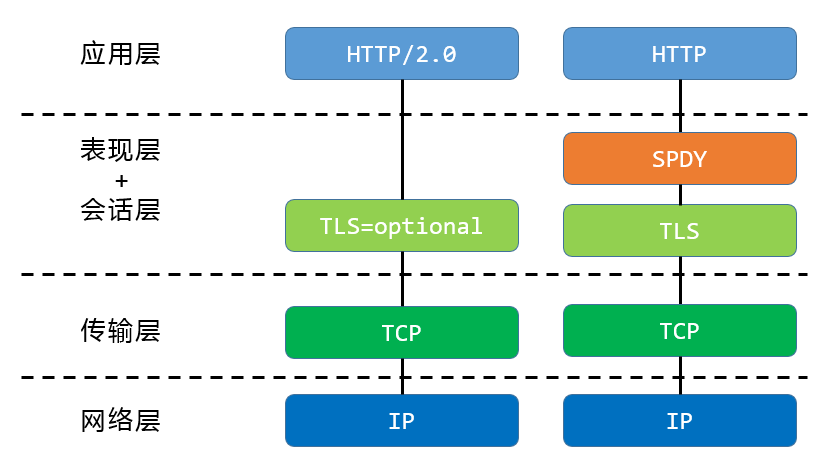 应用层
HTTP/2.0
HTTP
表现层
+
会话层
SPDY
TLS=optional
TLS
传输层
TCP
TCP
网络层
IP
IP